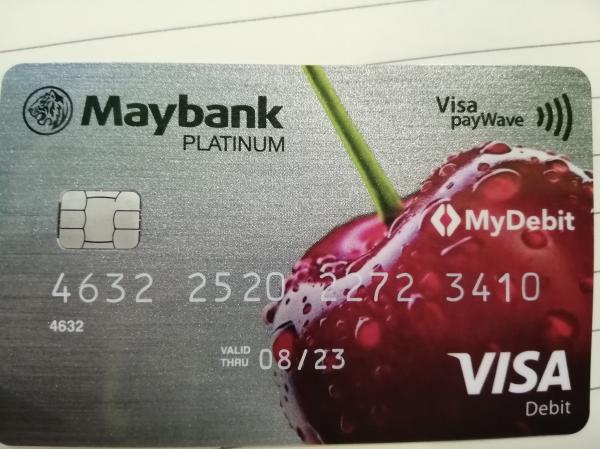 Maybank
PLATINUM
Visa
payWave
MyDebit
4632 2520 2272 3410
4632
VALID
THRU 08/23
VISA
Debit